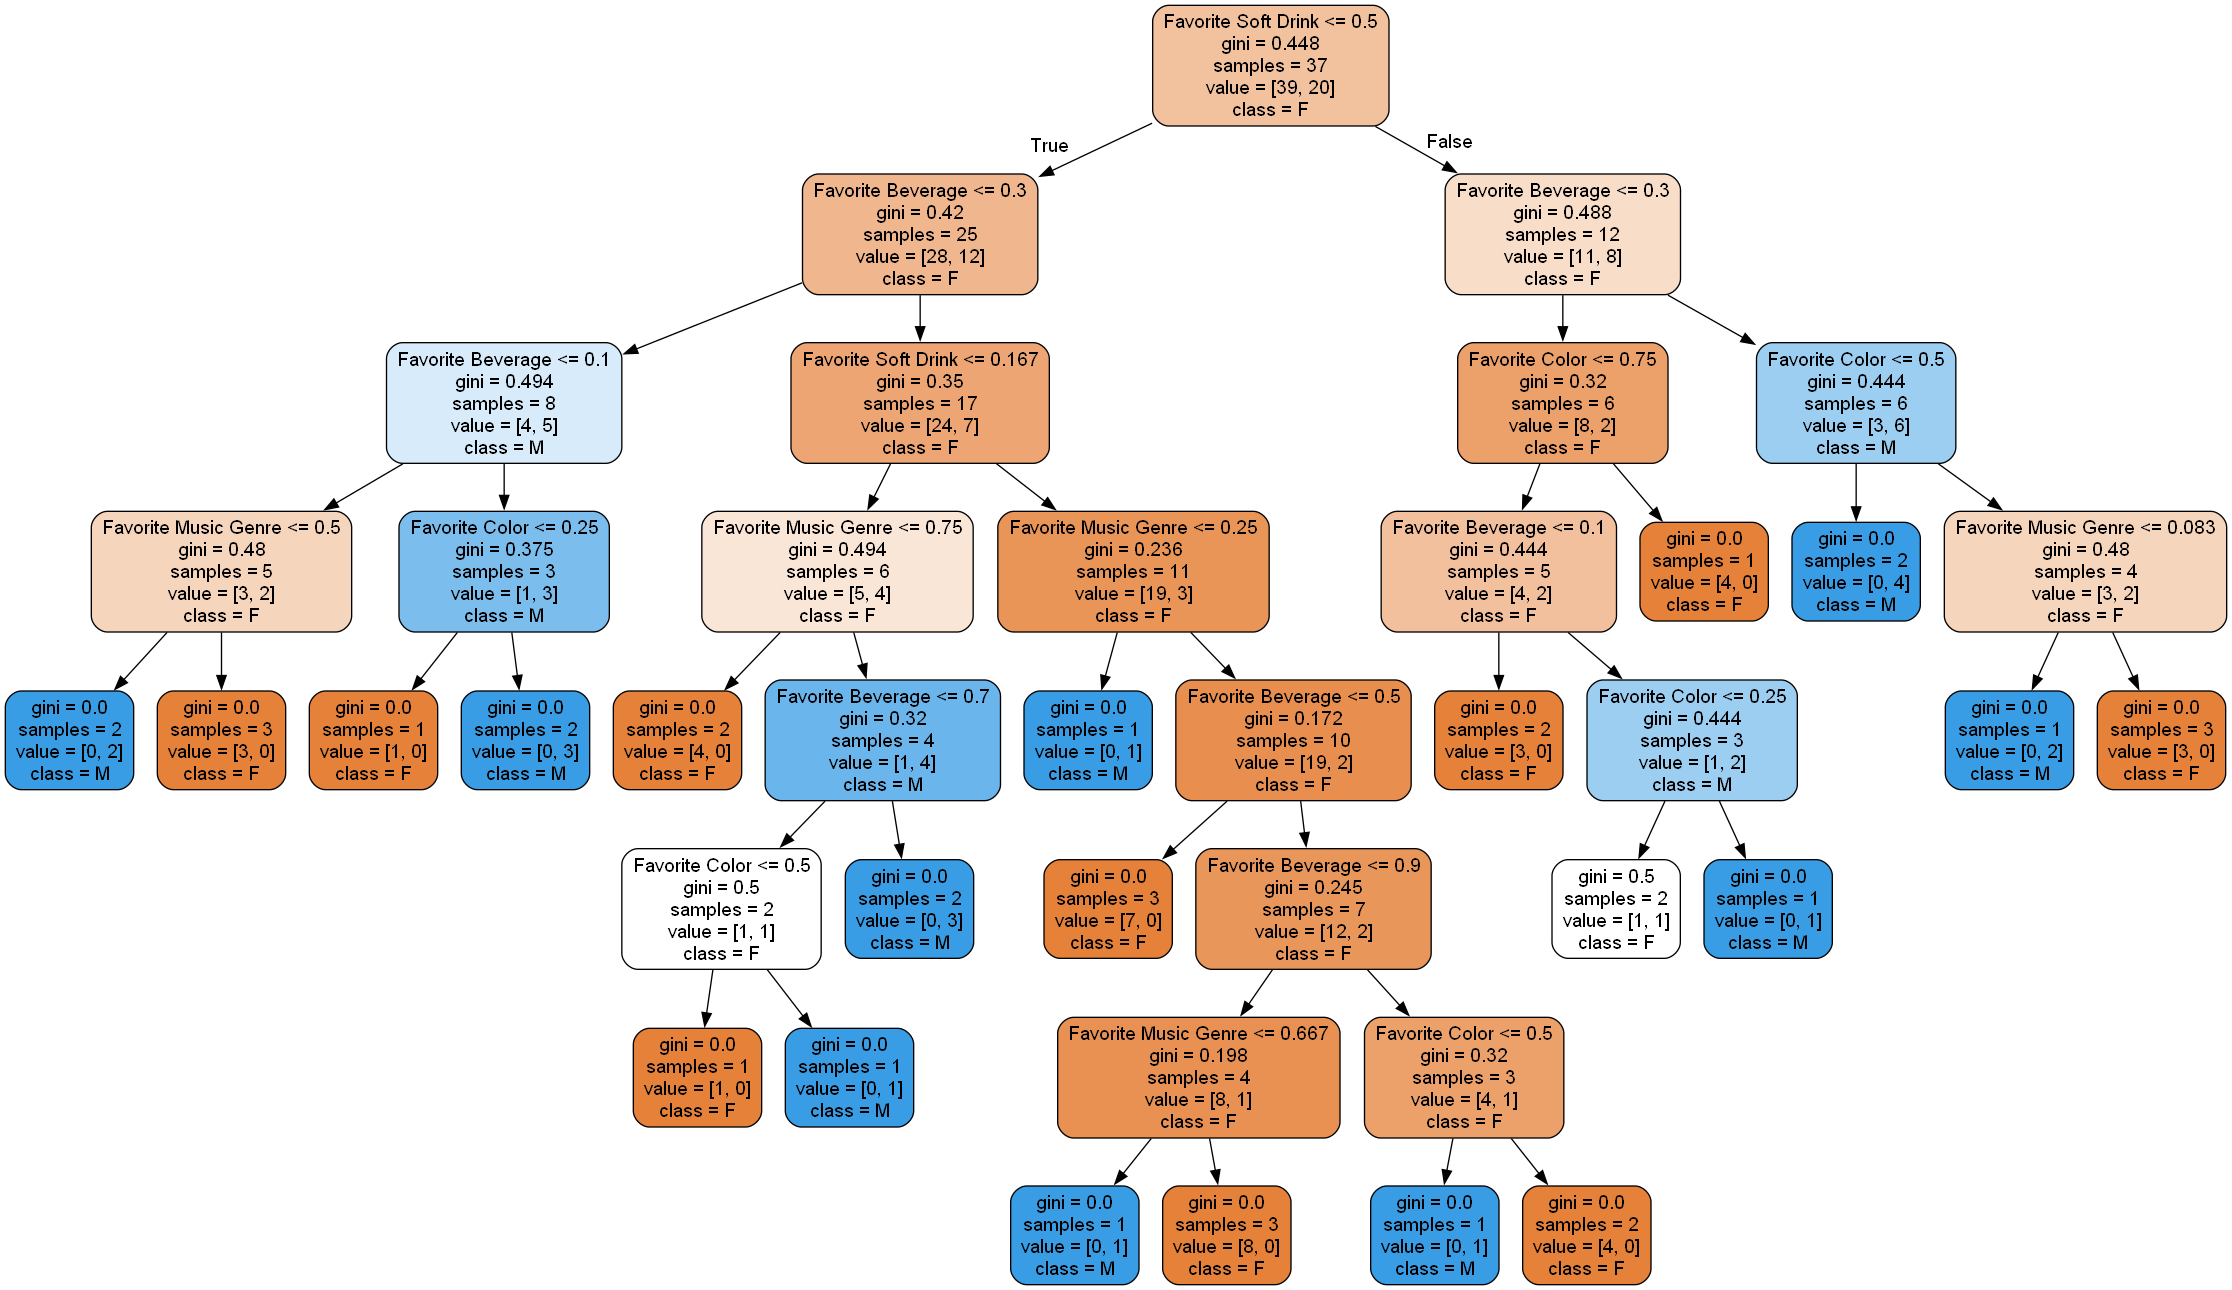 Favorite Soft Drink <= 0.5
gini = 0.448
samples = 37
value = [39, 20]
class = F
True
False
Favorite Beverage <= 0.3
gini = 0.42
samples = 25
value = [28, 12]
class = F
Favorite Beverage <= 0.3
gini = 0.488
samples = 12
value = [11, 8]
class = F
Favorite Beverage <= 0.1
gini = 0.494
samples = 8
value = [4, 5]
class = M
Favorite Soft Drink <= 0.167
gini = 0.35
samples = 17
value = [24, 7]
class = F
Favorite Color <= 0.75
gini = 0.32
samples = 6
value = [8, 2]
class = F
Favorite Color <= 0.5
gini = 0.444
samples = 6
value = [3, 6]
class = M
Favorite Music Genre <= 0.5
gini = 0.48
samples = 5
value = [3, 2]
class = F
Favorite Color <= 0.25
gini = 0.375
samples = 3
value = [1, 3]
class = M
Favorite Music Genre <= 0.75
gini = 0.494
samples = 6
value = [5, 4]
class = F
Favorite Music Genre <= 0.25
gini = 0.236
samples = 11
value = [19, 3]
class = F
Favorite Beverage <= 0.1
gini = 0.444
samples = 5
value = [4, 2]
class = F
gini = 0.0
samples = 1
value = [4, 0]
class = F
gini = 0.0
samples = 2
value = [0, 4]
class = M
Favorite Music Genre <= 0.083
gini = 0.48
samples = 4
value = [3, 2]
class = F
gini = 0.0
samples = 2
value = [0, 2]
class = M
gini = 0.0
samples = 3
value = [3, 0]
class = F
gini = 0.0
samples = 1
value = [1, 0]
class = F
gini = 0.0
samples = 2
value = [0, 3]
class = M
gini = 0.0
samples = 2
value = [4, 0]
class = F
Favorite Beverage <= 0.7
gini = 0.32
samples = 4
value = [1, 4]
class = M
gini = 0.0
samples = 1
value = [0, 1]
class = M
Favorite Beverage <= 0.5
gini = 0.172
samples = 10
value = [19, 2]
class = F
gini = 0.0
samples = 2
value = [3, 0]
class = F
Favorite Color <= 0.25
gini = 0.444
samples = 3
value = [1, 2]
class = M
gini = 0.0
samples = 1
value = [0, 2]
class = M
gini = 0.0
samples = 3
value = [3, 0]
class = F
Favorite Color <= 0.5
gini = 0.5
samples = 2
value = [1, 1]
class = F
gini = 0.0
samples = 2
value = [0, 3]
class = M
gini = 0.0
samples = 3
value = [7, 0]
class = F
Favorite Beverage <= 0.9
gini = 0.245
samples = 7
value = [12, 2]
class = F
gini = 0.5
samples = 2
value = [1, 1]
class = F
gini = 0.0
samples = 1
value = [0, 1]
class = M
gini = 0.0
samples = 1
value = [1, 0]
class = F
gini = 0.0
samples = 1
value = [0, 1]
class = M
Favorite Music Genre <= 0.667
gini = 0.198
samples = 4
value = [8, 1]
class = F
Favorite Color <= 0.5
gini = 0.32
samples = 3
value = [4, 1]
class = F
gini = 0.0
samples = 1
value = [0, 1]
class = M
gini = 0.0
samples = 3
value = [8, 0]
class = F
gini = 0.0
samples = 1
value = [0, 1]
class = M
gini = 0.0
samples = 2
value = [4, 0]
class = F